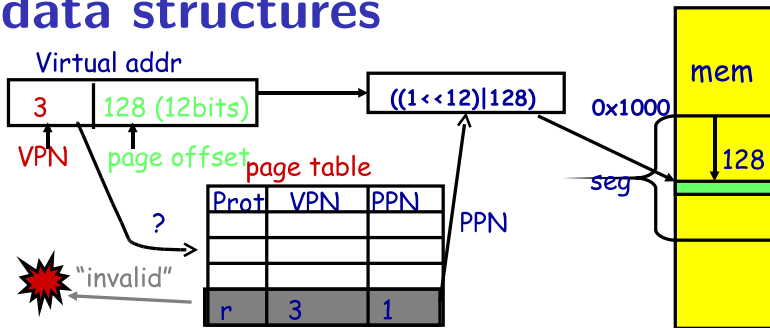 data structures
Virtual addr
3 128 (12bits)
VPN page offset
((1<<12)|128)
mem
0x1000
128
seg
page table
Prot VPN PPN
?
PPN
"invalid"
r 3 1